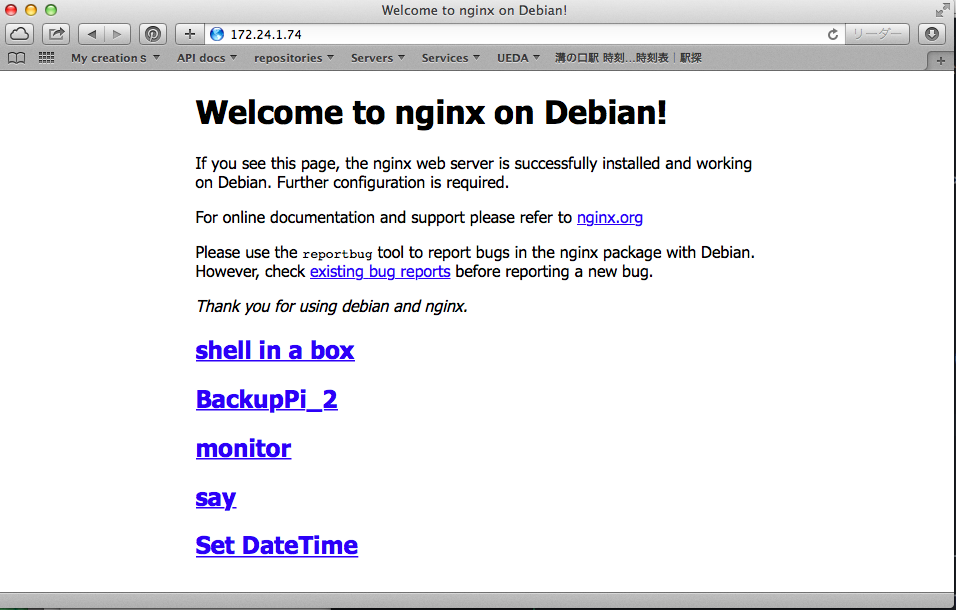 Welcome to nginx on Debian!
172.24.1.74
リーダー
My creations
API docs
repositories
Servers
Services
UEDA
溝の口駅 時刻...時刻表｜駅探
Welcome to nginx on Debian!
If you see this page, the nginx web server is successfully installed and working
on Debian. Further configuration is required.
For online documentation and support please refer to nginx.org
Please use the reportbug tool to report bugs in the nginx package with Debian.
However, check existing bug reports before reporting a new bug.
Thank you for using debian and nginx.
shell in a box
BackupPi_2
monitor
say
Set DateTime